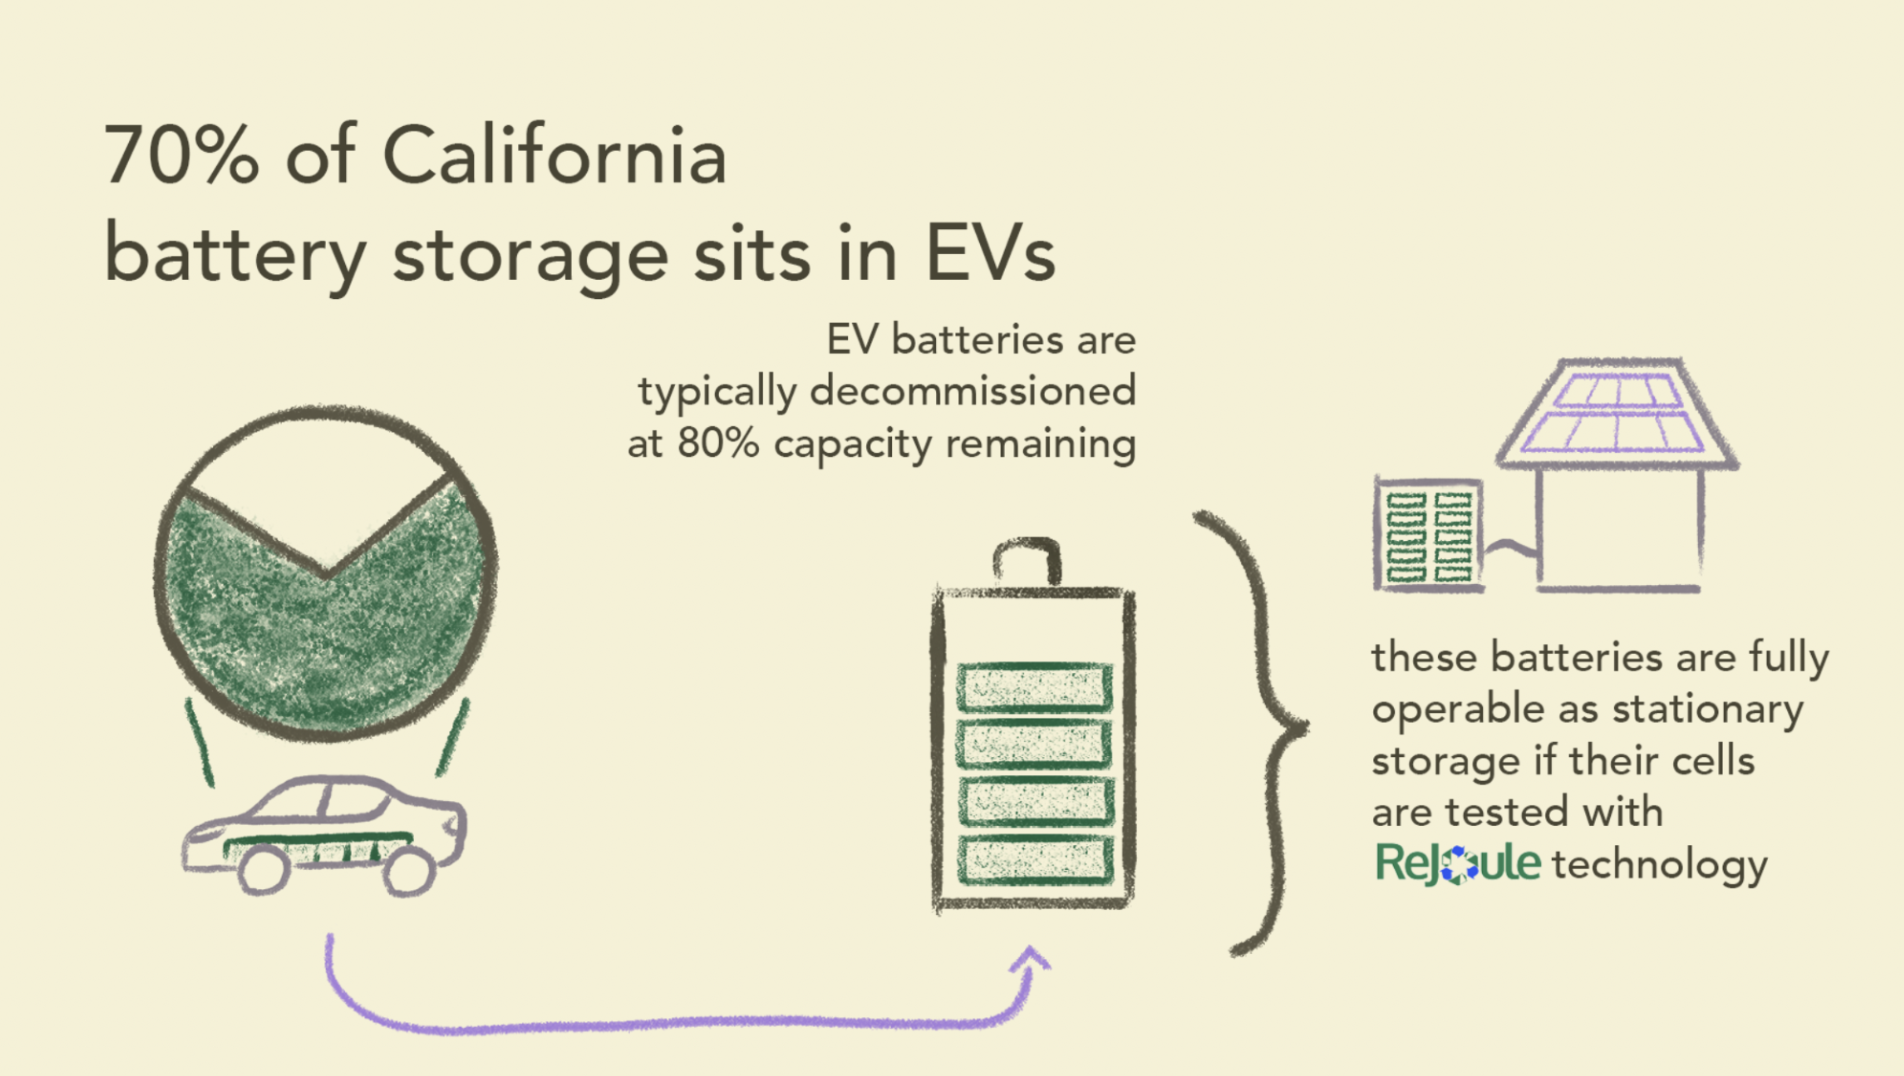 70% of California
battery storage sits in EVs
EV batteries are
typically decommissioned
at 80% capacity remaining
these batteries are fully
operable as stationary
storage if their cells
are tested with
ReJoule technology